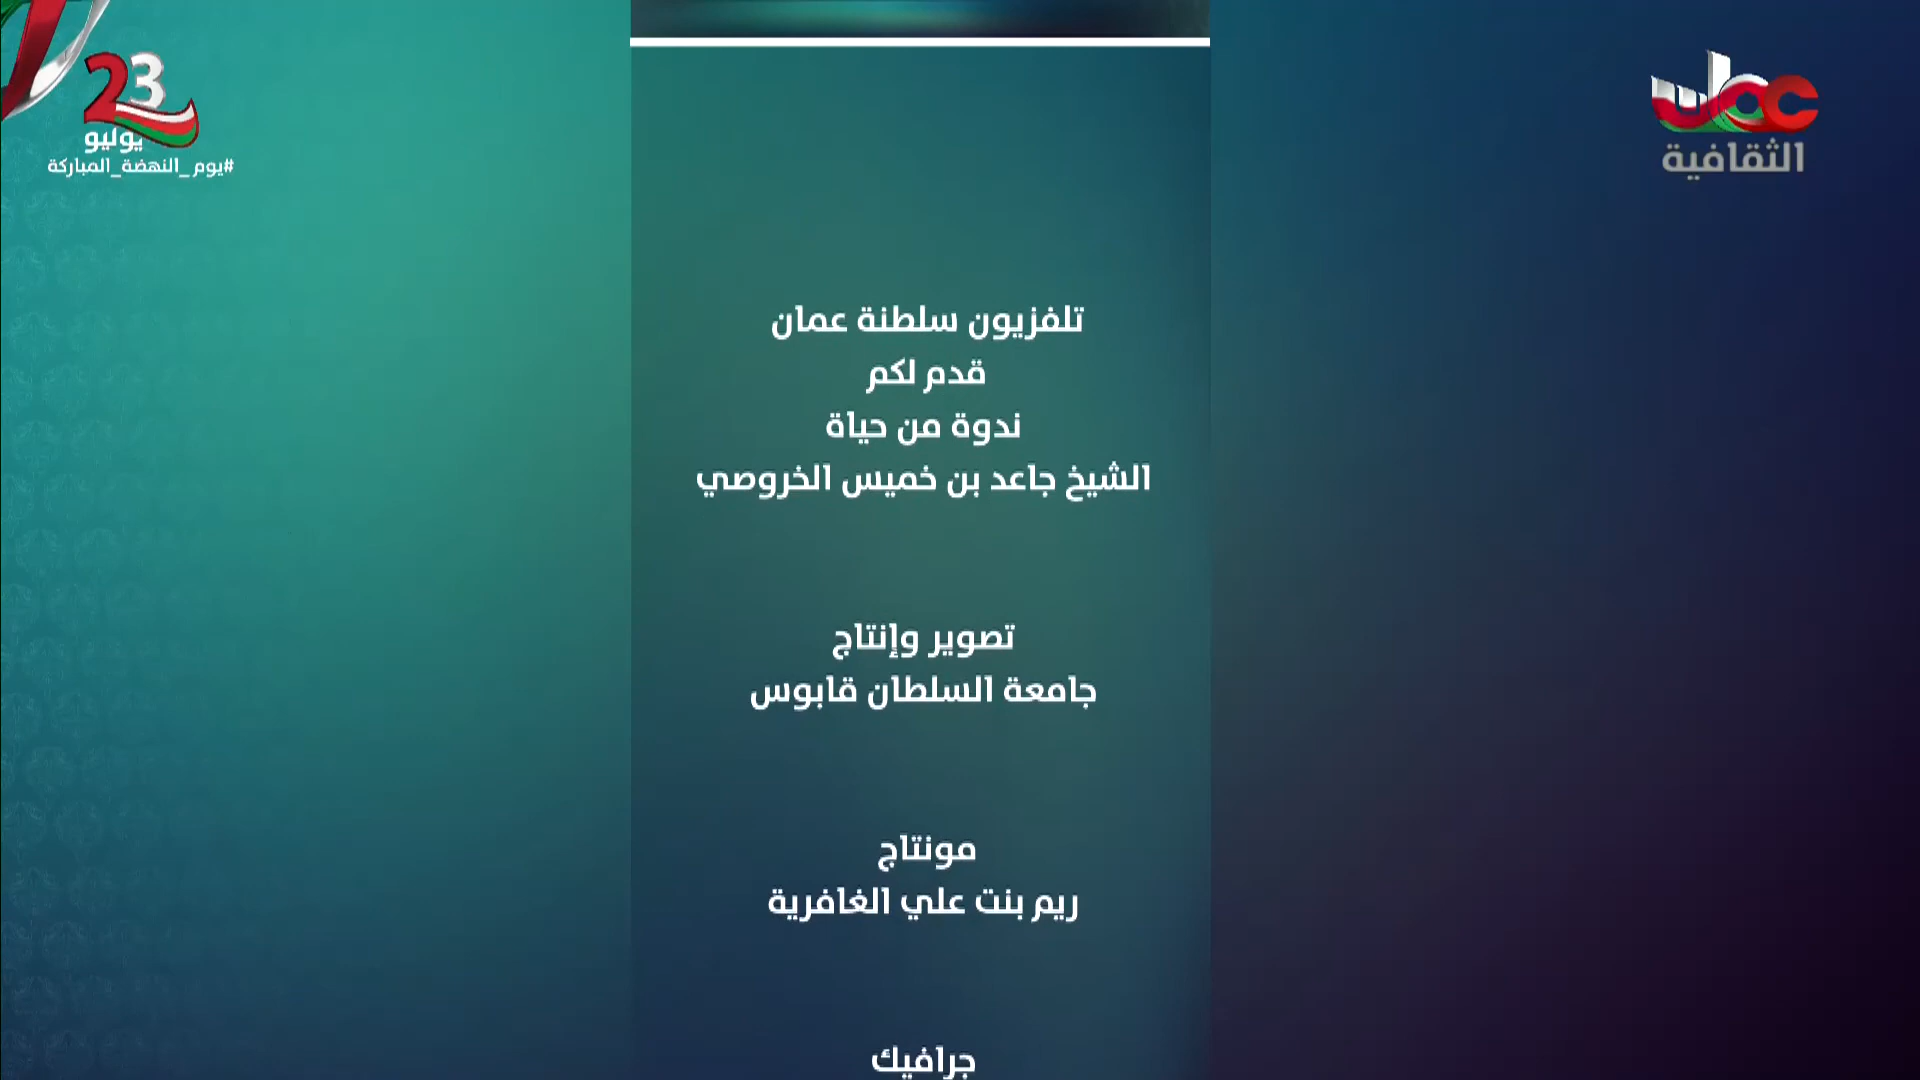 23
يوليو
#يوم_النهضة_المباركة
عمان
الثقافية
تلفزيون سلطنة عمان
قدم لكم
ندوة من حياة
الشيخ جاعد بن خميس الخروصي
تصوير وإنتاج
جامعة السلطان قابوس
مونتاج
ريم بنت علي الغافرية
جرافيك